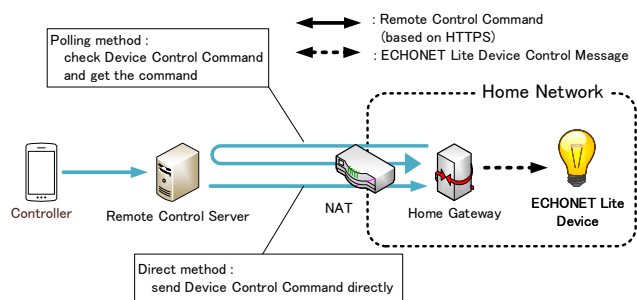 Polling method :
check Device Control Command
and get the command
: Remote Control Command
(based on HTTPS)
: ECHONET Lite Device Control Message
Home Network
Controller
Remote Control Server
NAT
Home Gateway
ECHONET Lite
Device
Direct method :
send Device Control Command directly